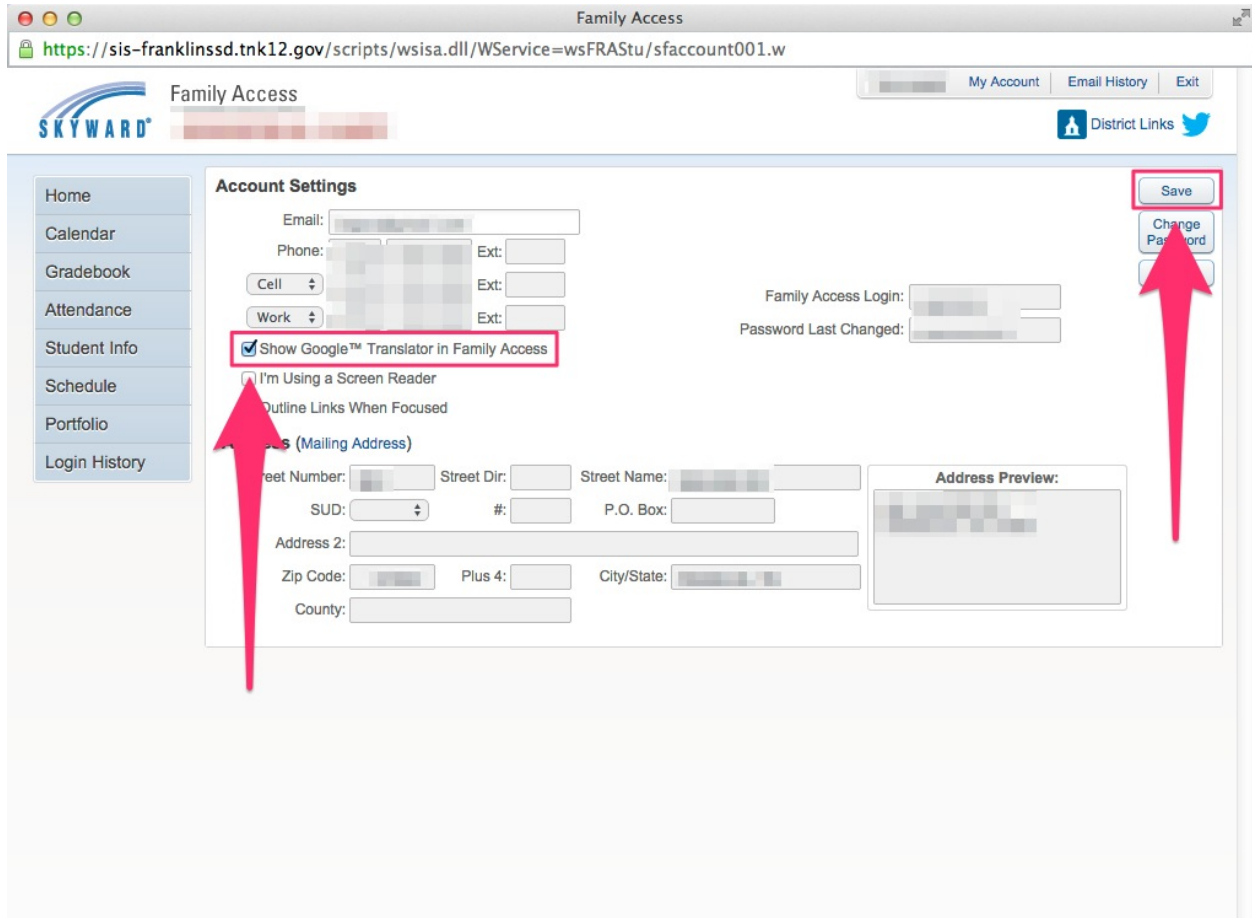 Family Access
https://sis-franklinssd.tnk12.gov/scripts/wsisa.dll/WService=wsFRAStu/sfaccount001.w
My Account Email History Exit
SKYWARD® Family Access
District Links
Home
Calendar
Gradebook
Attendance
Student Info
Schedule
Portfolio
Login History
Account Settings
Save
Email:
Change
Phone: Ext:
Cell Ext:
Family Access Login:
Work Ext:
Password Last Changed:
Show Google™ Translator in Family Access
I'm Using a Screen Reader
Outline Links When Focused
(Mailing Address)
Number: Street Dir: Street Name: Address Preview:
SUD: #: P.O. Box:
Address 2:
Zip Code: Plus 4: City/State:
County: